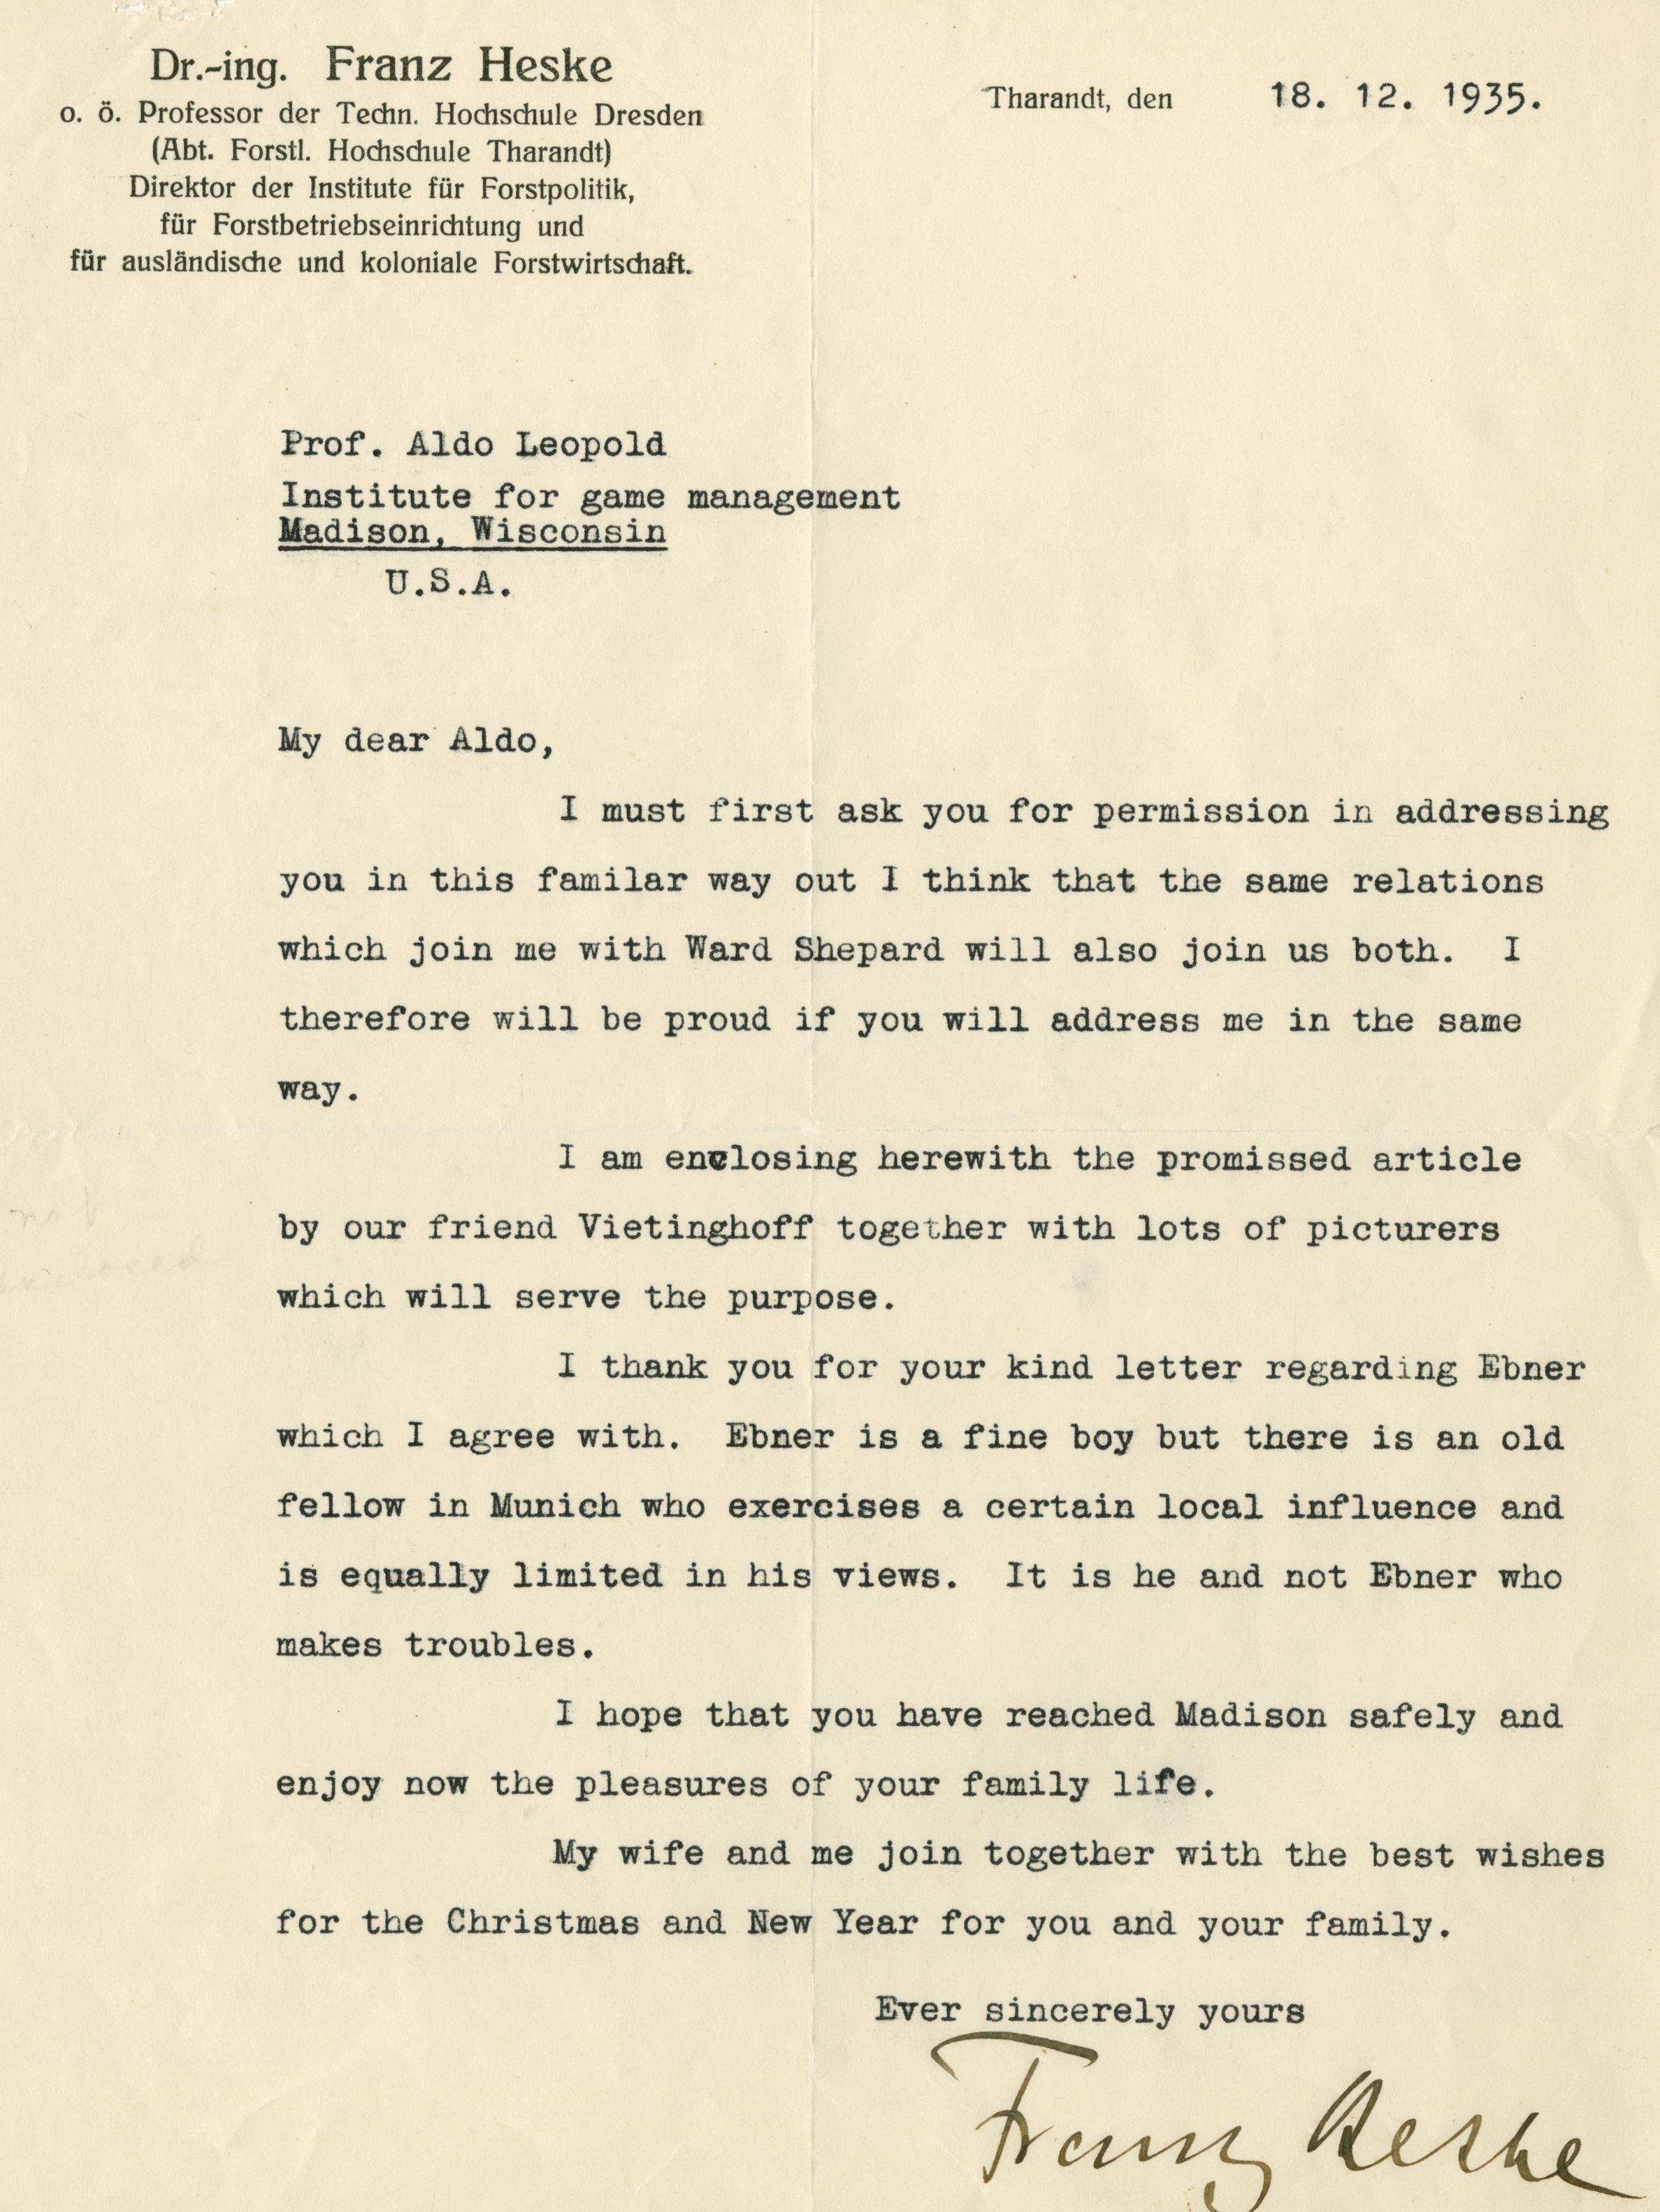 Dr.-ing. Franz Heske
o. ö. Professor der Techn. Hochschule Dresden
(Abt. Forstl. Hochschule Tharandt)
Direktor der Institute für Forstpolitik,
für Forstbetriebseinrichtung und
für ausländische und koloniale Forstwirtschaft.
Tharandt, den 18. 12. 1935.
Prof. Aldo Leopold
Institute for game management
Madison, Wisconsin
U.S.A.
My dear Aldo,
I must first ask you for permission in addressing
you in this familar way out I think that the same relations
which join me with Ward Shepard will also join us both. I
therefore will be proud if you will address me in the same
way.
I am enclosing herewith the promissed article
by our friend Vietinghoff together with lots of picturers
which will serve the purpose.
not
enclosed
I thank you for your kind letter regarding Ebner
which I agree with. Ebner is a fine boy but there is an old
fellow in Munich who exercises a certain local influence and
is equally limited in his views. It is he and not Ebner who
makes troubles.
I hope that you have reached Madison safely and
enjoy now the pleasures of your family life.
My wife and me join together with the best wishes
for the Christmas and New Year for you and your family.
Ever sincerely yours
Franz Heske